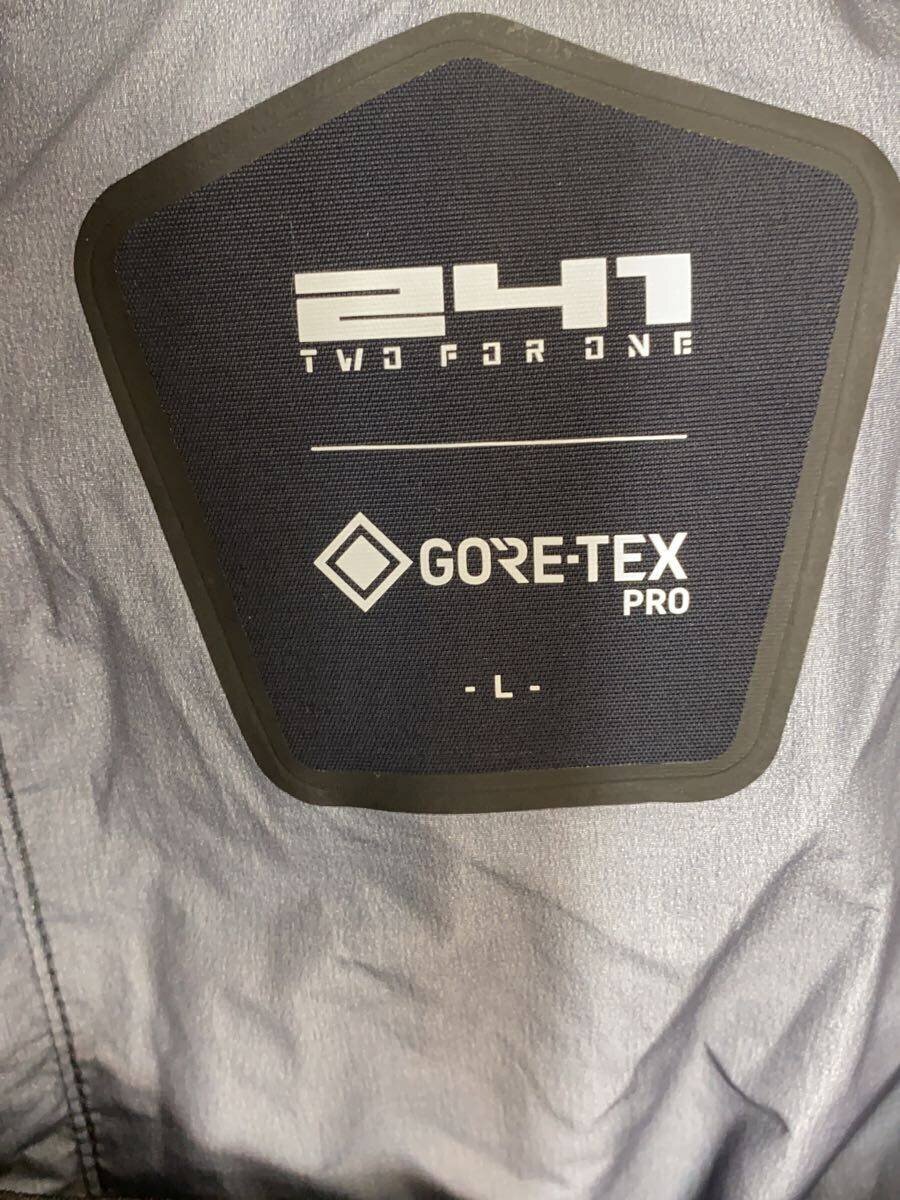 241
TWO FOR ONE
GORE-TEX
PRO
- L -